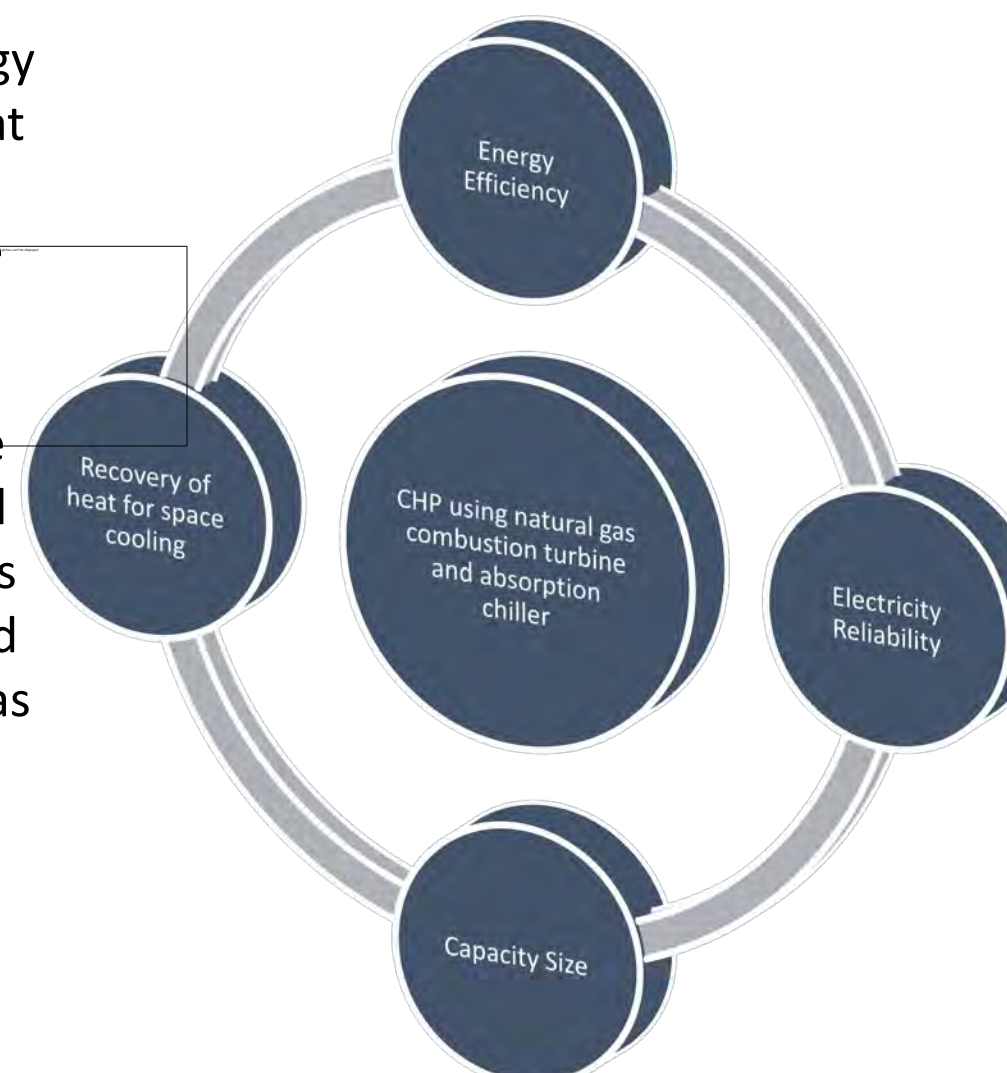 gy
nt
e
d
s
d
as
Energy
Efficiency
Recovery of
heat for space
cooling
CHP using natural gas
combustion turbine
and absorption
chiller
Electricity
Reliability
Capacity Size